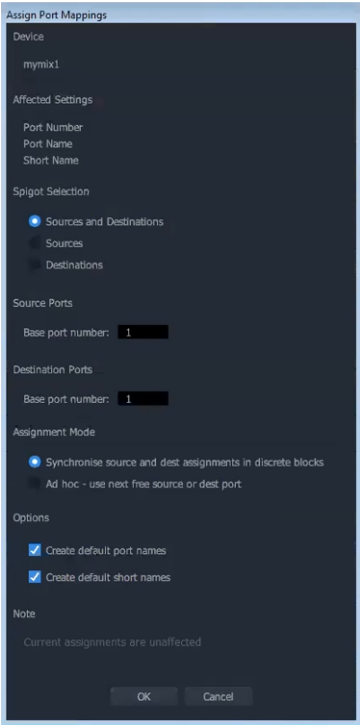 Assign Port Mappings
Device
mymix1
Affected Settings
Port Number
Port Name
Short Name
Spigot Selection
Sources and Destinations
Sources
Destinations
Source Ports
Base port number: 1
Destination Ports
Base port number: 1
Assignment Mode
Synchronise source and dest assignments in discrete blocks
Ad hoc - use next free source or dest port
Options
Create default port names
Create default short names
Note
Current assignments are unaffected
OK Cancel